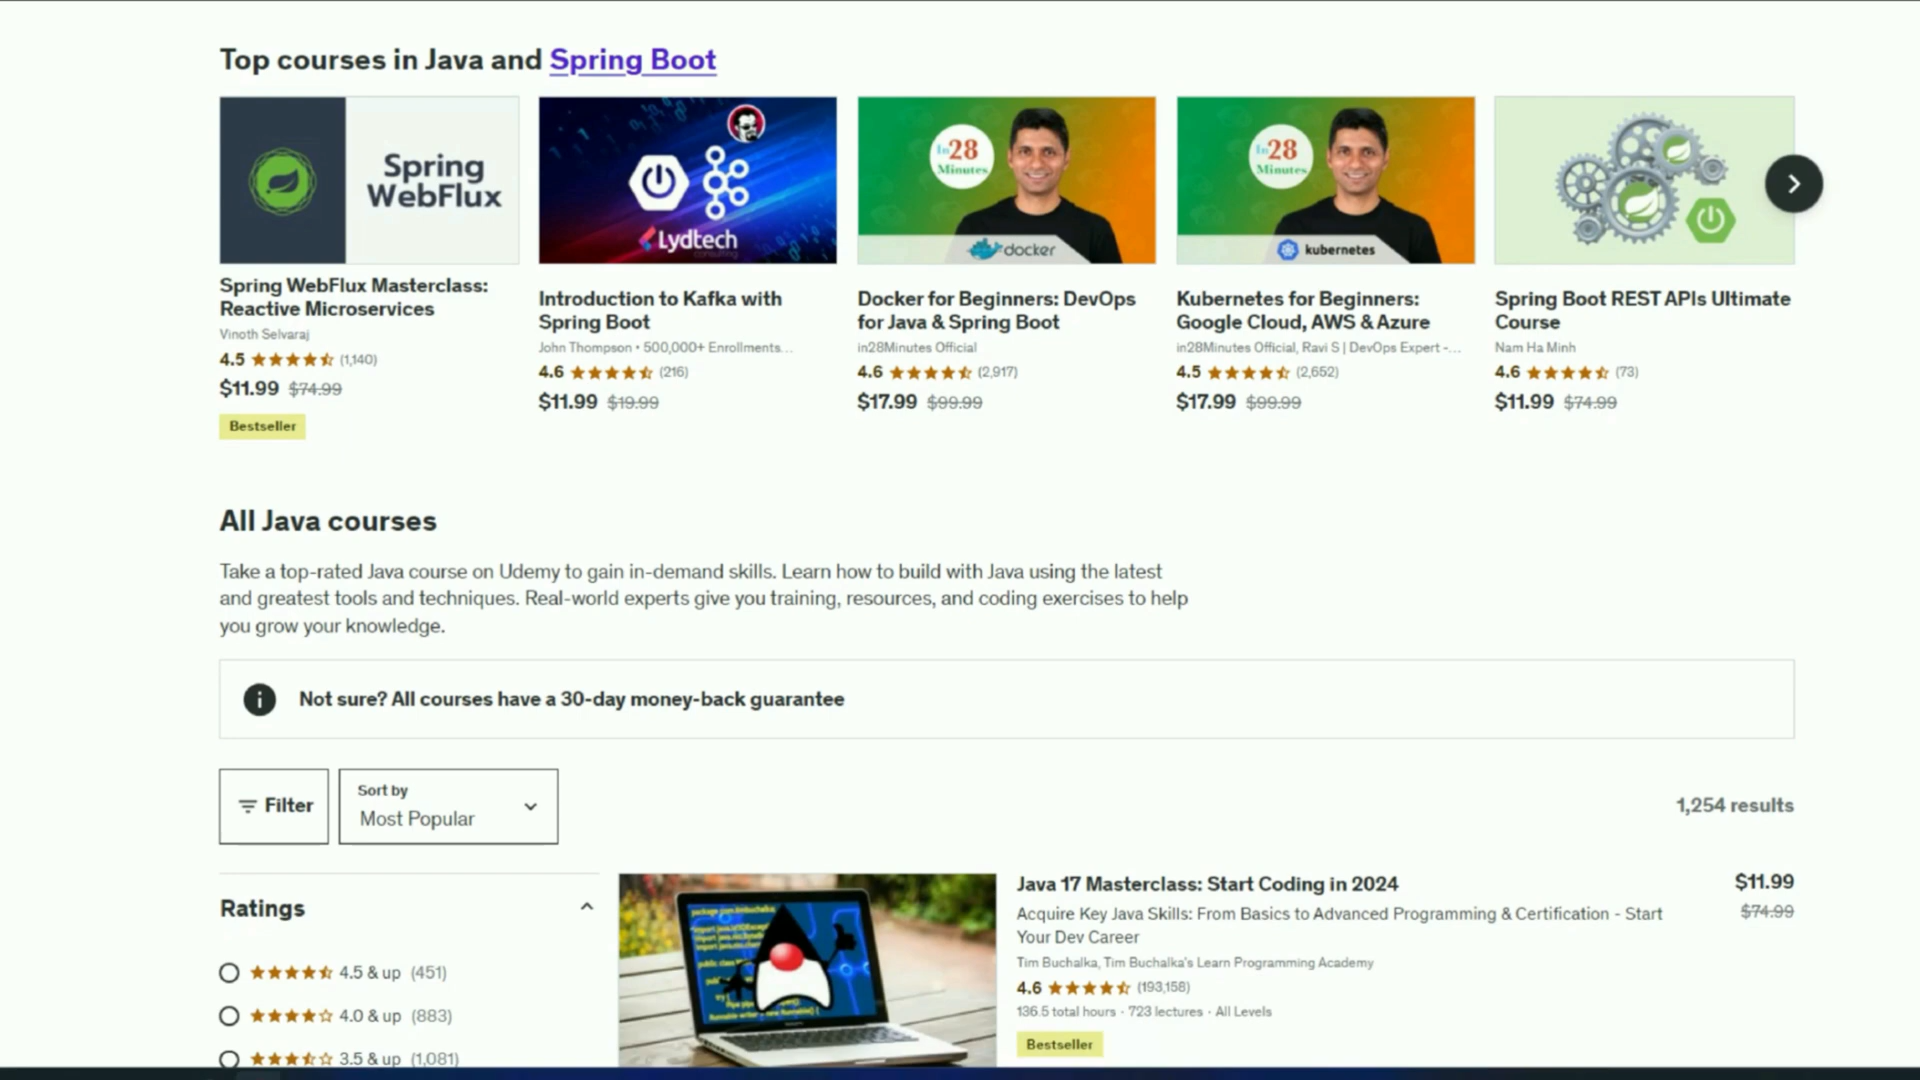 Top courses in Java and Spring Boot
Spring
WebFlux
Lydtech
consulting
In 28
Minutes
docker
In 28
Minutes
kubernetes
Spring WebFlux Masterclass:
Reactive Microservices
Vinoth Selvaraj
4.5 (1,140)
$11.99 $74.99
Bestseller
Introduction to Kafka with
Spring Boot
John Thompson • 500,000+ Enrollments...
4.6 (216)
$11.99 $19.99
Docker for Beginners: DevOps
for Java & Spring Boot
in28Minutes Official
4.6 (2,917)
$17.99 $99.99
Kubernetes for Beginners:
Google Cloud, AWS & Azure
in28Minutes Official, Ravi S | DevOps Expert -...
4.5 (2,652)
$17.99 $99.99
Spring Boot REST APIs Ultimate
Course
Nam Ha Minh
4.6 (73)
$11.99 $74.99
All Java courses
Take a top-rated Java course on Udemy to gain in-demand skills. Learn how to build with Java using the latest
and greatest tools and techniques. Real-world experts give you training, resources, and coding exercises to help
you grow your knowledge.
Not sure? All courses have a 30-day money-back guarantee
Filter
Sort by
Most Popular
1,254 results
Ratings
4.5 & up (451)
4.0 & up (883)
3.5 & up (1,081)
Java 17 Masterclass: Start Coding in 2024
$11.99
$74.99
Acquire Key Java Skills: From Basics to Advanced Programming & Certification - Start
Your Dev Career
Tim Buchalka, Tim Buchalka's Learn Programming Academy
4.6 (193,158)
136.5 total hours · 723 lectures · All Levels
Bestseller